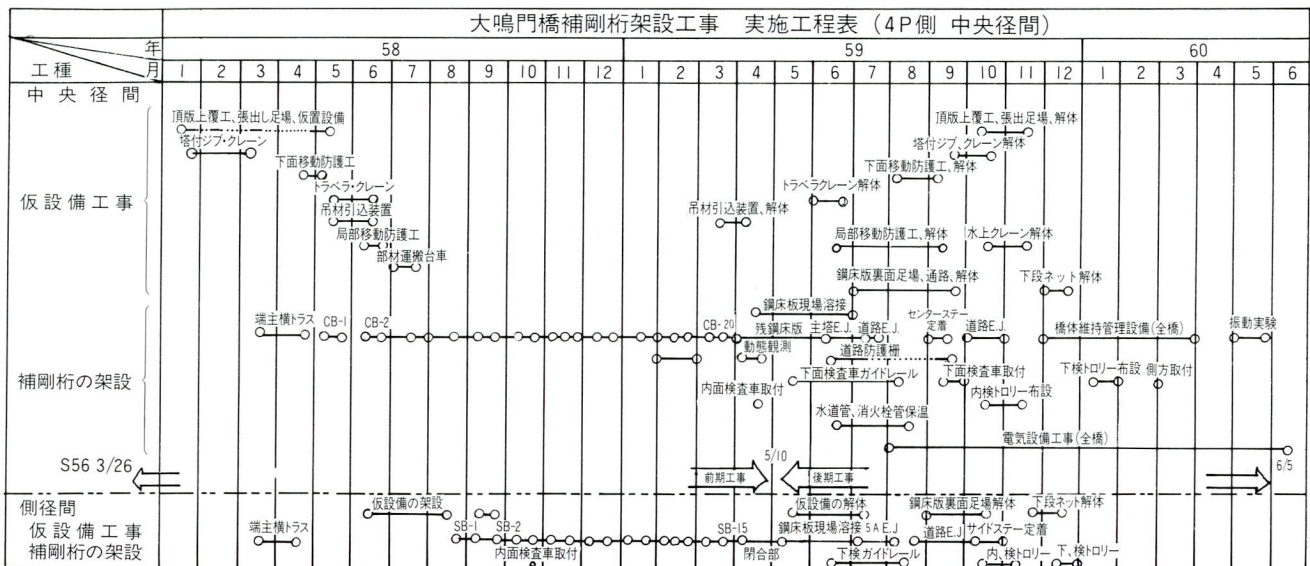 大鳴門橋補剛桁架設工事 実施工程表 (4P側 中央径間)
年
58 59 60
工種 月
1 2 3 4 5 6 7 8 9 10 11 12 1 2 3 4 5 6 7 8 9 10 11 12 1 2 3 4 5 6
中央径間
頂版上覆工、張出し足場、仮置設備
頂版上覆工、張出足場、解体
塔付ジブ・クレーン
塔付ジブ、クレーン解体
下面移動防護工
下面移動防護工、解体
仮設備工事
トラベラ・クレーン
トラベラクレーン解体
吊材引込装置
吊材引込装置、解体
局部移動防護工
局部移動防護工、解体
水上クレーン解体
部材運搬台車
鋼床版裏面足場、通路、解体
下段ネット解体
鋼床板現場溶接
端主横トラス
CB-1
CB-2
CB-20
残鋼床版
主塔E.J.
道路E.J.
センターステー定着
道路E.J.
橋体維持管理設備(全橋)
振動実験
動態観測
道路防護柵
補剛桁の架設
下面検査車ガイドレール
下面検査車取付
下検トロリー布設
側方取付
内面検査車取付
内検トロリー布設
水道管、消火栓管保温
電気設備工事(全橋)
S56 3/26
前期工事
5/10
後期工事
6/5
側径間
仮設備工事
補剛桁の架設
仮設備の架設
仮設備の解体
鋼床版裏面足場解体
下段ネット解体
端主横トラス
SB-1
SB-2
SB-15
鋼床板現場溶接
5A E.J
道路E.J
サイドステー定着
内面検査車取付
閉合部
下検ガイドレール
内、検トロリー
下、検トロリー